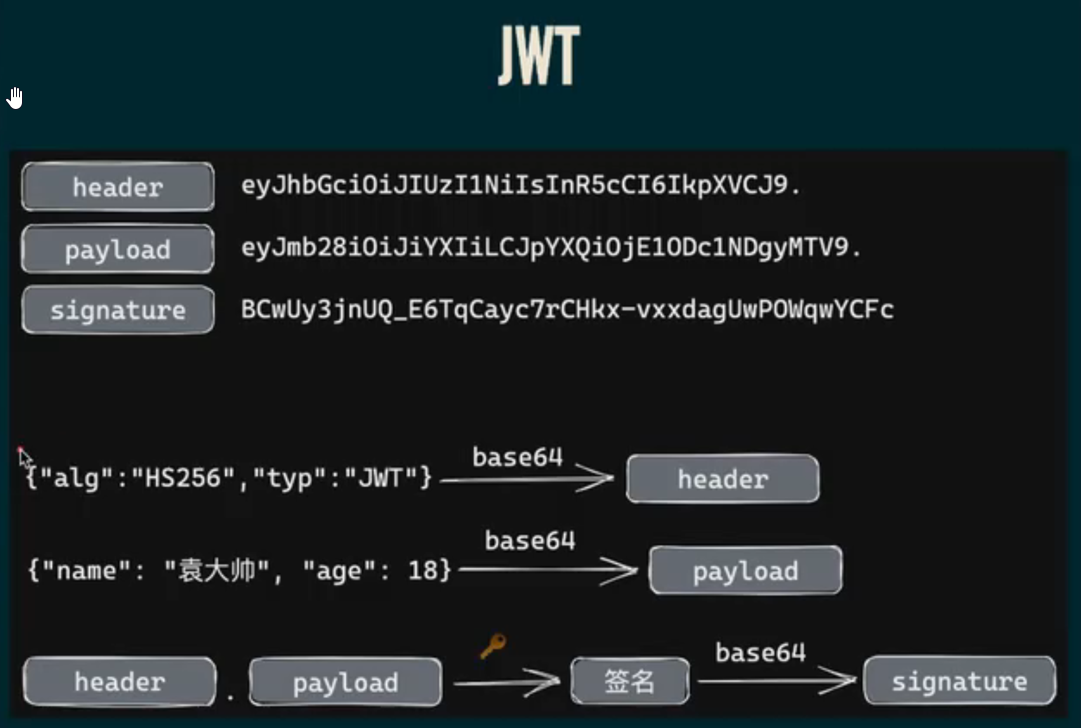 JWT
header eyJhbGciOiJIUzI1NiIsInR5cCI6IkpXVCJ9.
payload eyJmb28iOiJiYXIiLCJpYXQiOjE1ODc1NDgyMTV9.
signature BCwUy3jnUQ_E6TqCayc7rCHkx-vxxdagUwPOWqwYCFc
{"alg":"HS256","typ":"JWT"} base64 header
{"name": "袁大帅", "age": 18} base64 payload
header . payload 签名 base64 signature